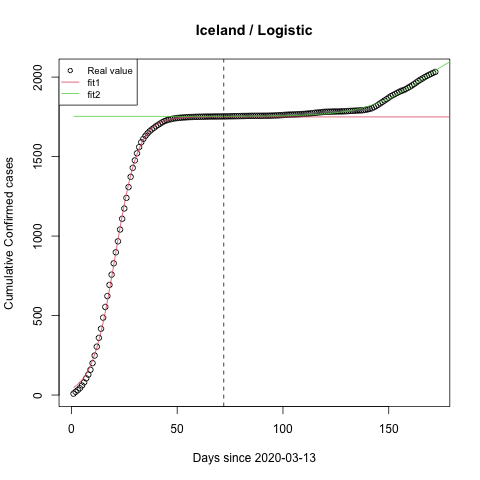 Iceland / Logistic
Real value
fit1
fit2
Cumulative Confirmed cases
2000
1500
1000
500
0
0 50 100 150
Days since 2020-03-13